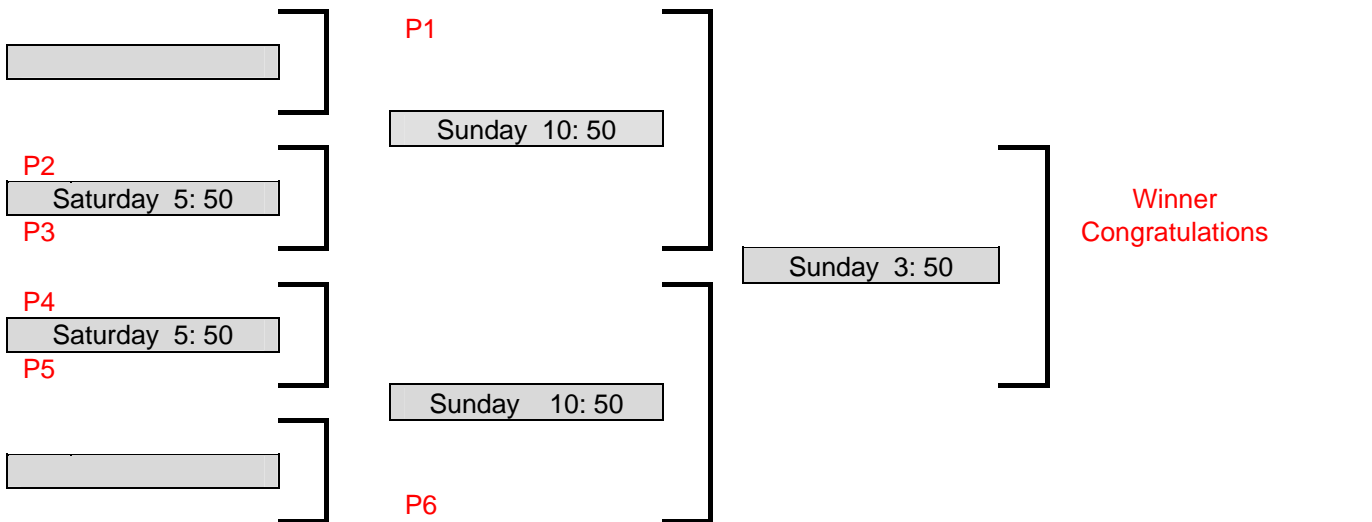 P1
Sunday 10: 50
P2
Saturday 5: 50
P3
Winner
Congratulations
Sunday 3: 50
P4
Saturday 5: 50
P5
Sunday 10: 50
P6